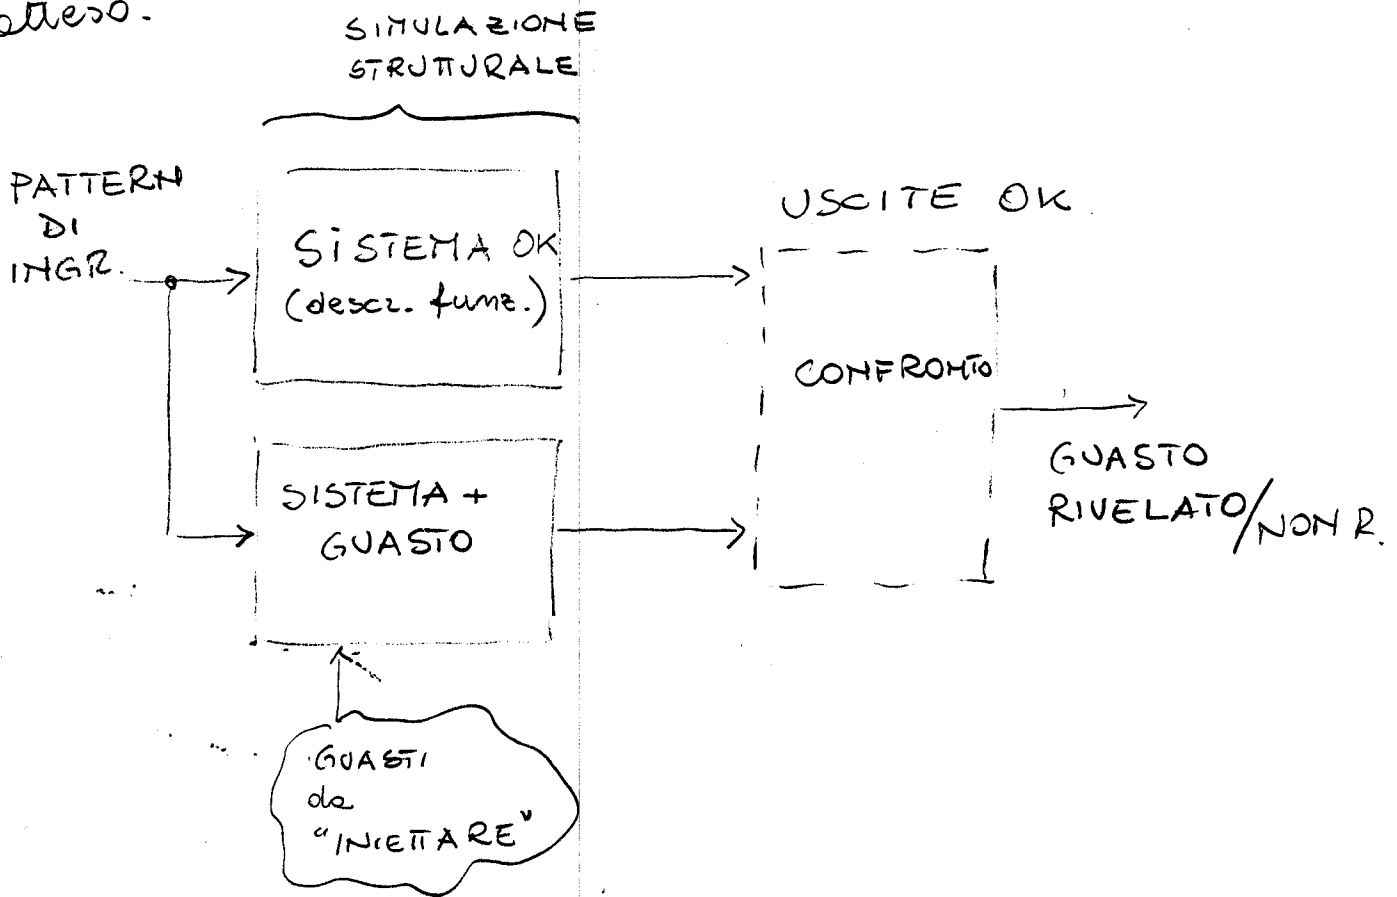 atteso.
SIMULAZIONE
STRUTTURALE
PATTERN
DI
INGR.
SISTEMA OK
(descr. funz.)
USCITE OK
CONFRONTO
SISTEMA +
GUASTO
GUASTO
RIVELATO/NON R.
GUASTI
da
"INIETTARE"